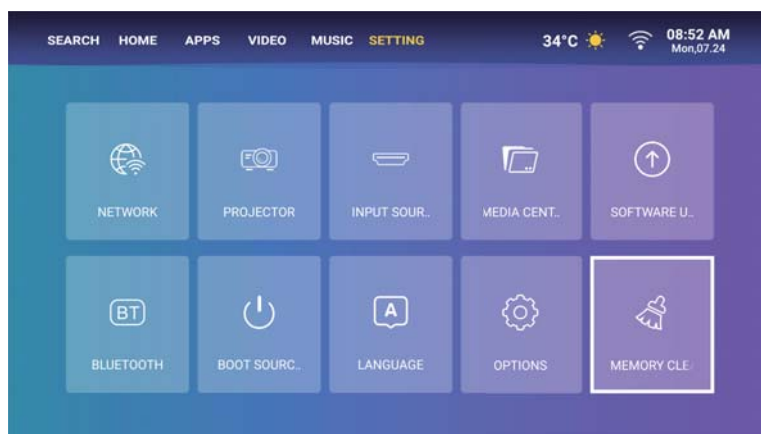 SEARCH HOME APPS VIDEO MUSIC SETTING 34°C 08:52 AM
Mon,07.24
NETWORK PROJECTOR INPUT SOUR.. MEDIA CENT.. SOFTWARE U..
BT A
BLUETOOTH BOOT SOURC.. LANGUAGE OPTIONS MEMORY CLE